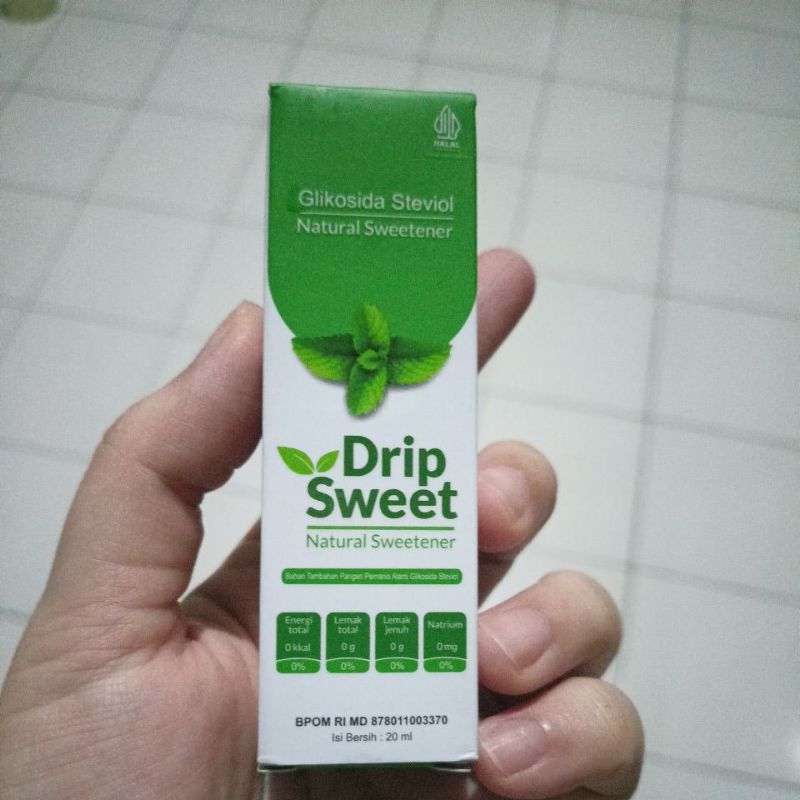 HALAL
Glikosida Steviol
Natural Sweetener
Drip
Sweet
Natural Sweetener
Bahan Tambahan Pangan Pemanis Alami Glikosida Steviol
Energi total
0 kkal
0%
Lemak total
0 g
0%
Lemak jenuh
0 g
0%
Natrium
0 mg
0%
BPOM RI MD 878011003370
Isi Bersih : 20 ml